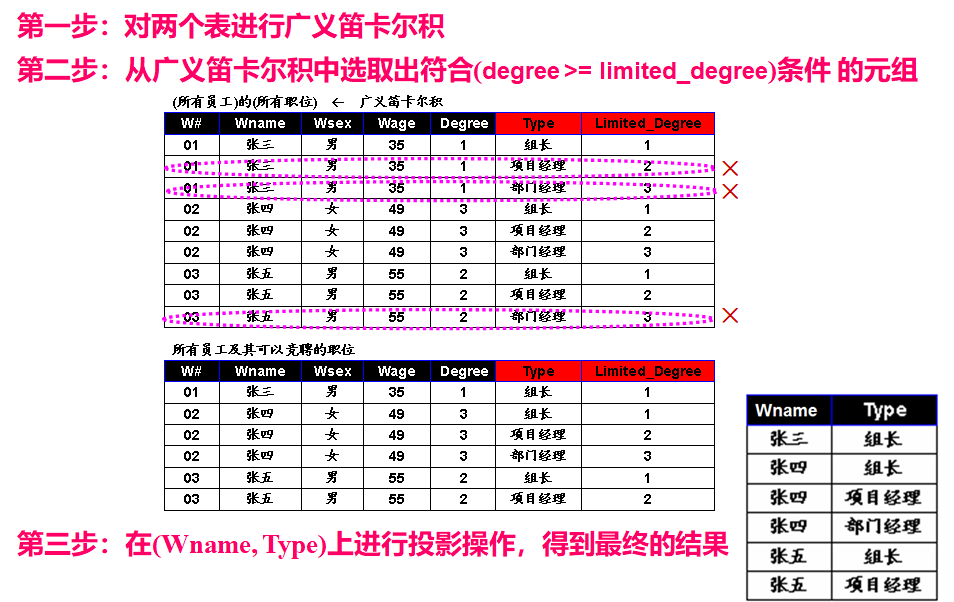 第一步：对两个表进行广义笛卡尔积
第二步：从广义笛卡尔积中选取出符合(degree >= limited_degree)条件 的元组
(所有员工)的(所有职位) ← 广义笛卡尔积
W# Wname Wsex Wage Degree Type Limited_Degree
01 张三 男 35 1 组长 1
01 张三 男 35 1 项目经理 2 ×
01 张三 男 35 1 部门经理 3 ×
02 张四 女 49 3 组长 1
02 张四 女 49 3 项目经理 2
02 张四 女 49 3 部门经理 3
03 张五 男 55 2 组长 1
03 张五 男 55 2 项目经理 2
03 张五 男 55 2 部门经理 3 ×
所有员工及其可以竞聘的职位
W# Wname Wsex Wage Degree Type Limited_Degree
01 张三 男 35 1 组长 1
02 张四 女 49 3 组长 1
02 张四 女 49 3 项目经理 2
02 张四 女 49 3 部门经理 3
03 张五 男 55 2 组长 1
03 张五 男 55 2 项目经理 2
第三步：在(Wname, Type)上进行投影操作，得到最终的结果
Wname Type
张三 组长
张四 组长
张四 项目经理
张四 部门经理
张五 组长
张五 项目经理